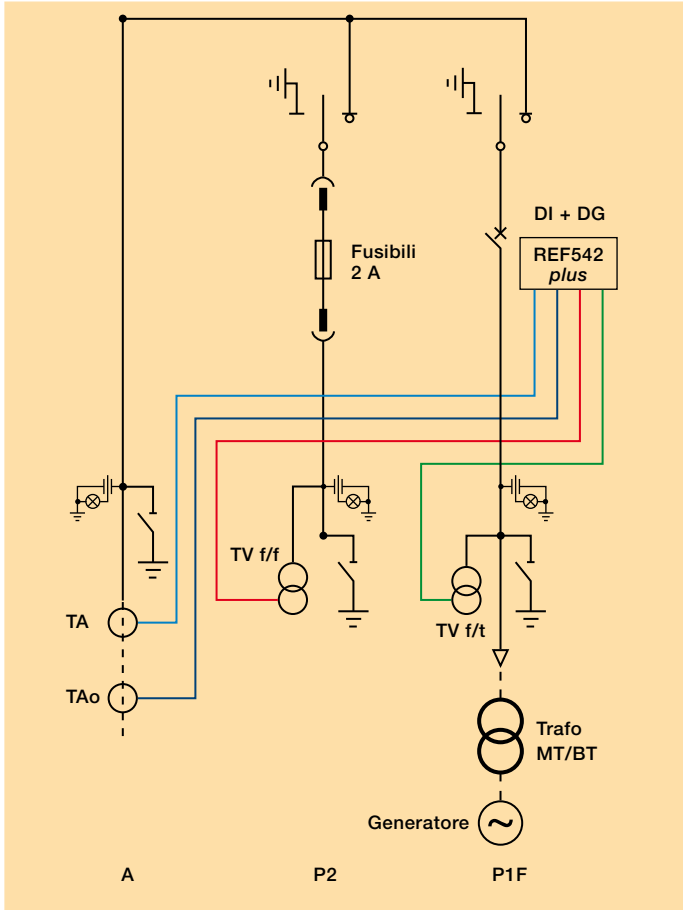 DI + DG
REF542
plus
Fusibili
2 A
TV f/f
TV f/t
TA
TAo
Trafo
MT/BT
Generatore
A
P2
P1F